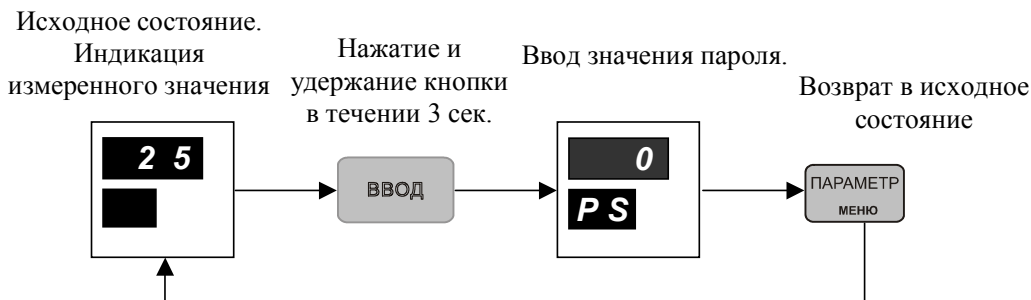 Исходное состояние.
Индикация
измеренного значения
Нажатие и
удержание кнопки
в течении 3 сек.
Ввод значения пароля.
Возврат в исходное
состояние
2 5
ВВОД
0
P S
ПАРАМЕТР
МЕНЮ